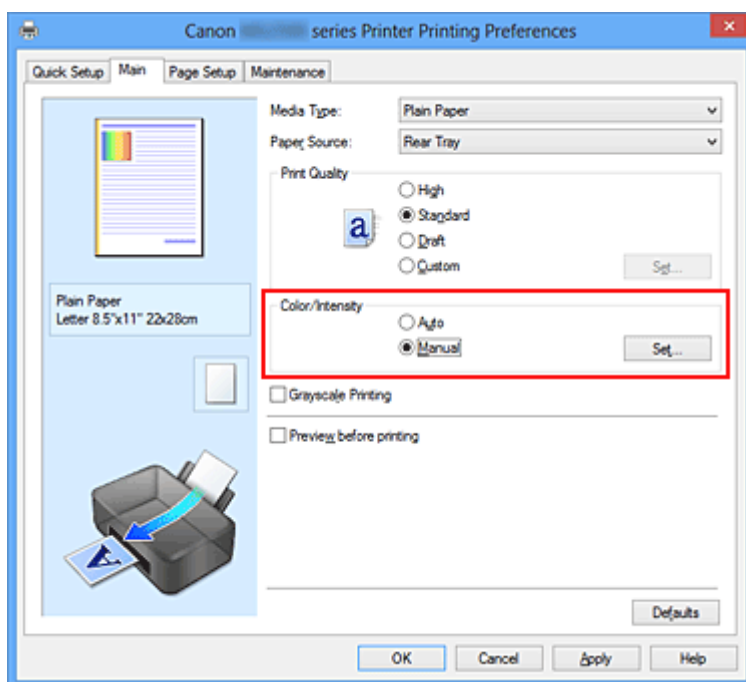 Canon series Printer Printing Preferences
Quick Setup Main Page Setup Maintenance
Media Type: Plain Paper
Paper Source: Rear Tray
Print Quality
High
Standard
Draft
Custom Set...
a
Plain Paper
Letter 8.5"x11" 22x28cm
Color/Intensity
Auto
Manual Set...
Grayscale Printing
Preview before printing
A
Defaults
OK Cancel Apply Help